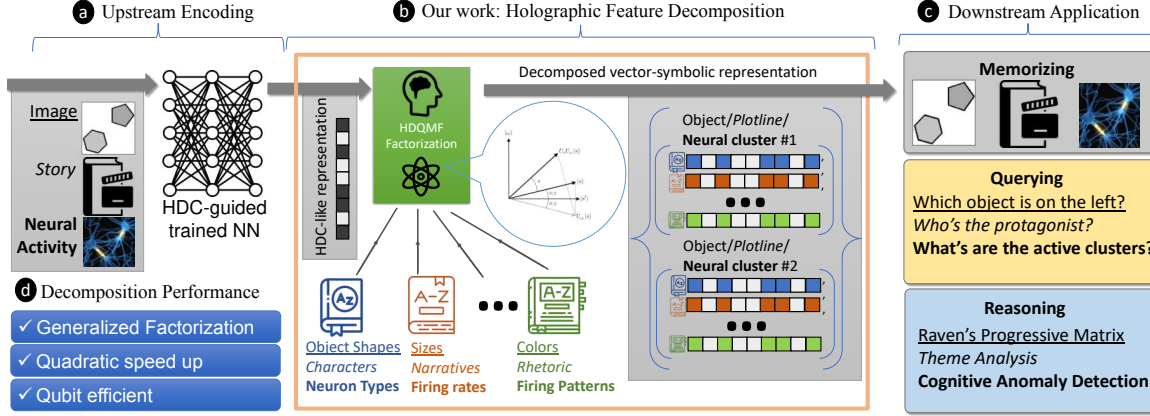 a Upstream Encoding
Image
Story
Neural
Activity
HDC-guided
trained NN
d Decomposition Performance
✓ Generalized Factorization
✓ Quadratic speed up
✓ Qubit efficient
b Our work: Holographic Feature Decomposition
HDC-like representation
HDQMF
Factorization
Decomposed vector-symbolic representation
Az
Object Shapes
Characters
Neuron Types
A-Z
Sizes
Narratives
Firing rates
A-Z
Colors
Rhetoric
Firing Patterns
Object/Plotline/
Neural cluster #1
Object/Plotline/
Neural cluster #2
c Downstream Application
Memorizing
Querying
Which object is on the left?
Who's the protagonist?
What's are the active clusters?
Reasoning
Raven's Progressive Matrix
Theme Analysis
Cognitive Anomaly Detection